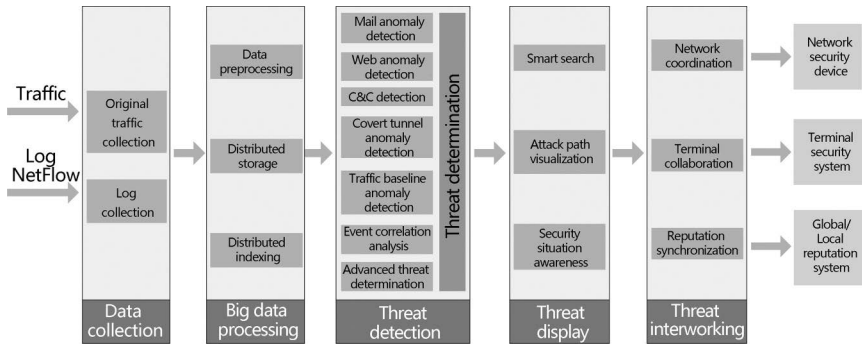 Traffic
Log
NetFlow
Original
traffic
collection
Log
collection
Data
collection
Data
preprocessing
Distributed
storage
Distributed
indexing
Big data
processing
Mail anomaly
detection
Web anomaly
detection
C&C detection
Covert tunnel
anomaly
detection
Traffic baseline
anomaly
detection
Event correlation
analysis
Advanced threat
determination
Threat determination
Threat
detection
Smart search
Attack path
visualization
Security
situation
awareness
Threat
display
Network
coordination
Terminal
collaboration
Reputation
synchronization
Threat
interworking
Network
security
device
Terminal
security
system
Global/
Local
reputation
system